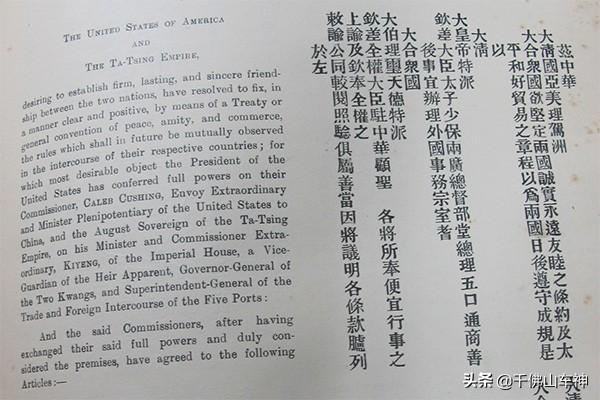 THE UNITED STATES OF AMERICA
AND
THE TA-TSING EMPIRE,
desiring to establish firm, lasting, and sincere friend-
ship between the two nations, have resolved to fix, in
a manner clear and positive, by means of a Treaty or
general convention of peace, amity, and commerce,
the rules which shall in future be mutually observed
in the intercourse of their respective countries; for
which most desirable object the President of the
United States has conferred full powers on their
Commissioner, CALEB CUSHING, Envoy Extraordinary
and Minister Plenipotentiary of the United States to
China, and the August Sovereign of the Ta-Tsing
Empire, on his Minister and Commissioner Extra-
ordinary, KIYENG, of the Imperial House, a Vice-
Guardian of the Heir Apparent, Governor-General of
the Two Kwangs, and Superintendent-General of the
Trade and Foreign Intercourse of the Five Ports:
And the said Commissioners, after having
exchanged their said full powers and duly con-
sidered the premises, have agreed to the following
Articles:—
茲中華
大清國亞美理駕洲
大合衆國欲堅定兩國誠實永遠友睦之條約及太
平和好貿易之章程以爲兩國日後遵守成規是
以
大清
大皇帝特派
欽差大臣太子少保兩廣總督部堂總理五口通商善
後事宜辦理外國事務宗室耆
大合衆國
大伯理璽天德特派
欽差全權大臣駐中華顧聖 各將所奉便宜行事之
上諭及欽奉全權之
敕諭公同較閱照驗俱屬善當因將議明各條款臚列
於左
頭条 @千佛山车神